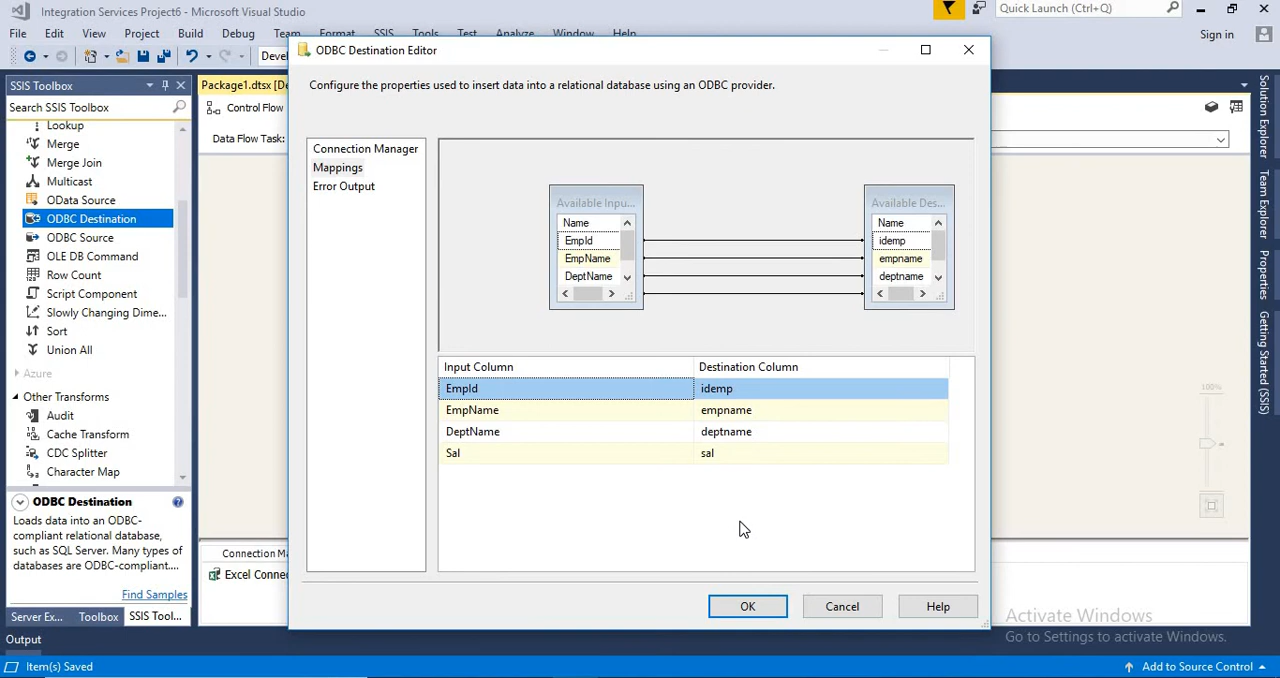 Integration Services Project6 - Microsoft Visual Studio
Quick Launch (Ctrl+Q)
File Edit View Project Build Debug Team Format SSIS Tools Test Analyze Window Help
Sign in
ODBC Destination Editor
Configure the properties used to insert data into a relational database using an ODBC provider.
SSIS Toolbox
Search SSIS Toolbox
Lookup
Merge
Merge Join
Multicast
OData Source
ODBC Destination
ODBC Source
OLE DB Command
Row Count
Script Component
Slowly Changing Dime...
Sort
Union All
Azure
Other Transforms
Audit
Cache Transform
CDC Splitter
Character Map
ODBC Destination
Loads data into an ODBC-
compliant relational database,
such as SQL Server. Many types of
databases are ODBC-compliant....
Find Samples
Server Ex... Toolbox SSIS Tool...
Output
Item(s) Saved
Package1.dtsx [De
Control Flow
Data Flow Task:
Connection Ma
Excel Connec
Connection Manager
Mappings
Error Output
Available Inpu...
Name
EmpId
EmpName
DeptName
Available Des...
Name
idemp
empname
deptname
Input Column Destination Column
EmpId idemp
EmpName empname
DeptName deptname
Sal sal
OK Cancel Help
100%
Solution Explorer
Team Explorer
Properties
Getting Started (SSIS)
Activate Windows
Go to Settings to activate Windows.
Add to Source Control